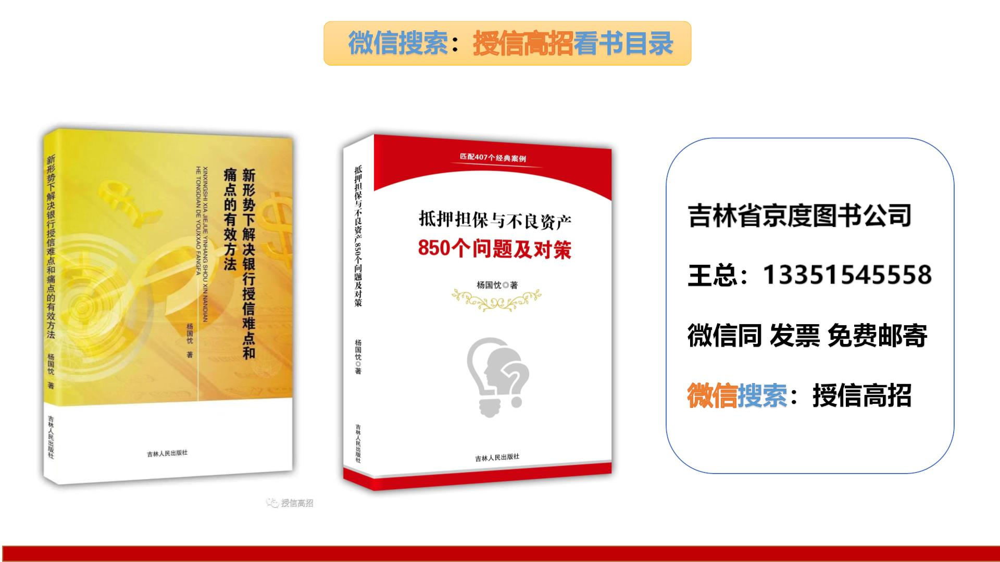 微信搜索：授信高招看书目录
新形势下解决银行授信难点和痛点的有效方法 杨国忱 著
吉林人民出版社
新形势下解决银行授信难点和
痛点的有效方法
XINXINGSHI XIA JIEJUE YINHANG SHOU XIN NANDIAN
HE TONGDIAN DE YOUXXAO FANGFA
杨国忱 著
吉林人民出版社
授信高招
抵押担保与不良资产850个问题及对策
杨国忱◎著
吉林人民出版社
匹配407个经典案例
抵押担保与不良资产
850个问题及对策
杨国忱◎著
吉林人民出版社
吉林省京度图书公司
王总：13351545558
微信同 发票 免费邮寄
微信搜索：授信高招